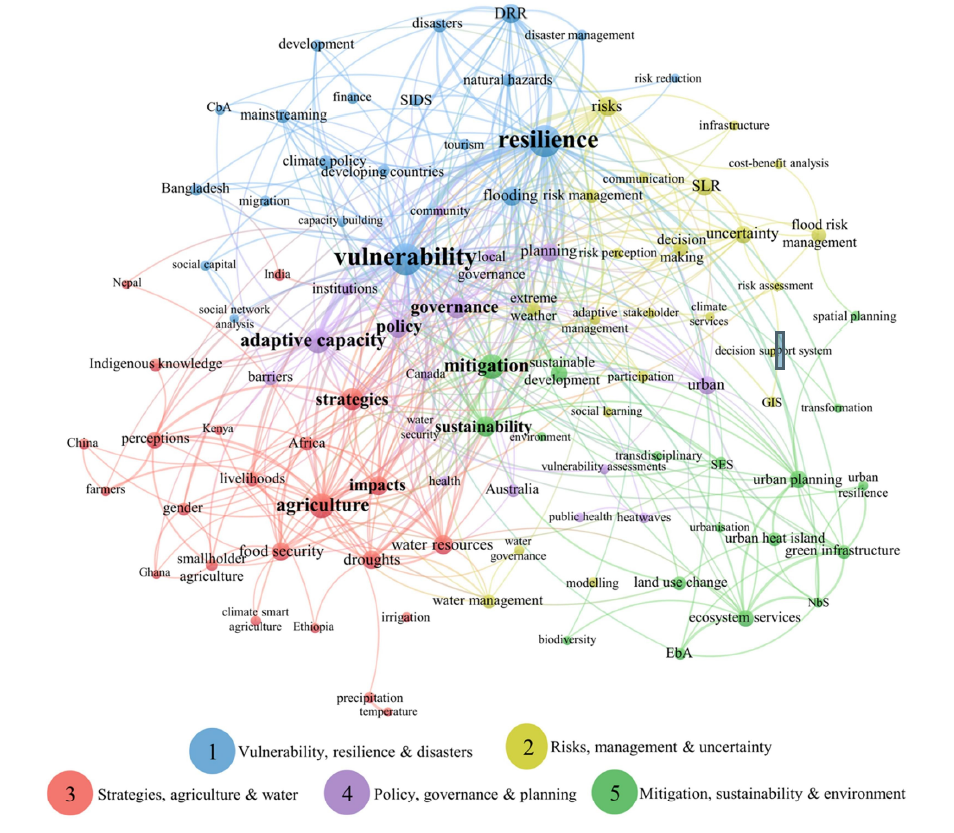 DRR
disasters
disaster management
development
natural hazards
risk reduction
finance
SIDS
CbA
mainstreaming
risks
infrastructure
resilience
tourism
climate policy
developing countries
cost-benefit analysis
communication
SLR
Bangladesh
migration
flooding
risk management
capacity building
community
uncertainty
flood risk
management
decision
making
vulnerability
local
governance
planning
risk perception
social capital
Nepal
India
institutions
risk assessment
social network
analysis
governance
extreme
weather
adaptive
management
stakeholder
climate
services
spatial planning
policy
adaptive capacity
decision support system
Indigenous knowledge
barriers
Canada
mitigation
sustainable
development
participation
urban
strategies
GIS
transformation
social learning
water
security
sustainability
environment
China
perceptions
Kenya
Africa
transdisciplinary
vulnerability assessments
SES
urban planning
urban
resilience
farmers
livelihoods
impacts
health
Australia
gender
agriculture
public health
heatwaves
urbanisation
urban heat island
green infrastructure
food security
droughts
water resources
water
governance
smallholder
agriculture
Ghana
modelling
land use change
NbS
water management
climate smart
agriculture
Ethiopia
irrigation
ecosystem services
biodiversity
EbA
precipitation
temperature
1 Vulnerability, resilience & disasters
2 Risks, management & uncertainty
3 Strategies, agriculture & water
4 Policy, governance & planning
5 Mitigation, sustainability & environment